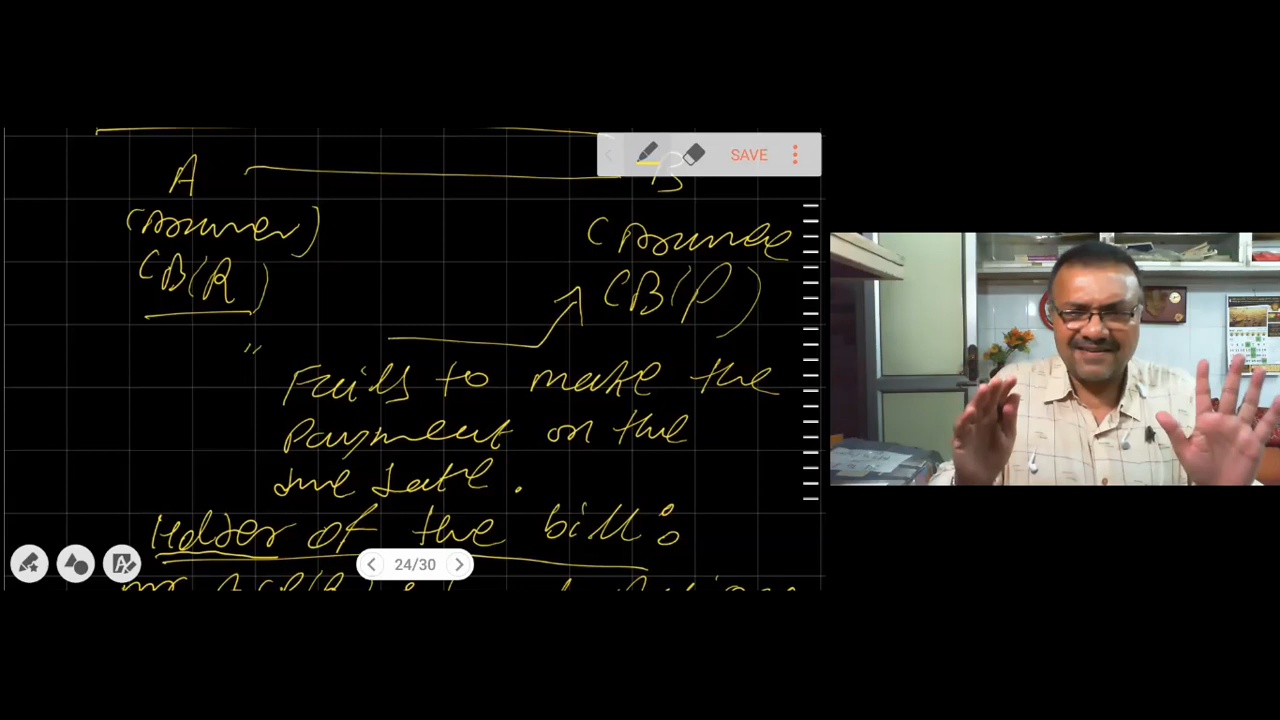 SAVE
A B
(Drawer) (Drawee
(B/R) (B/P)
"
Fails to make the
Payment on the
due date.
Holder of the bill:
24/30